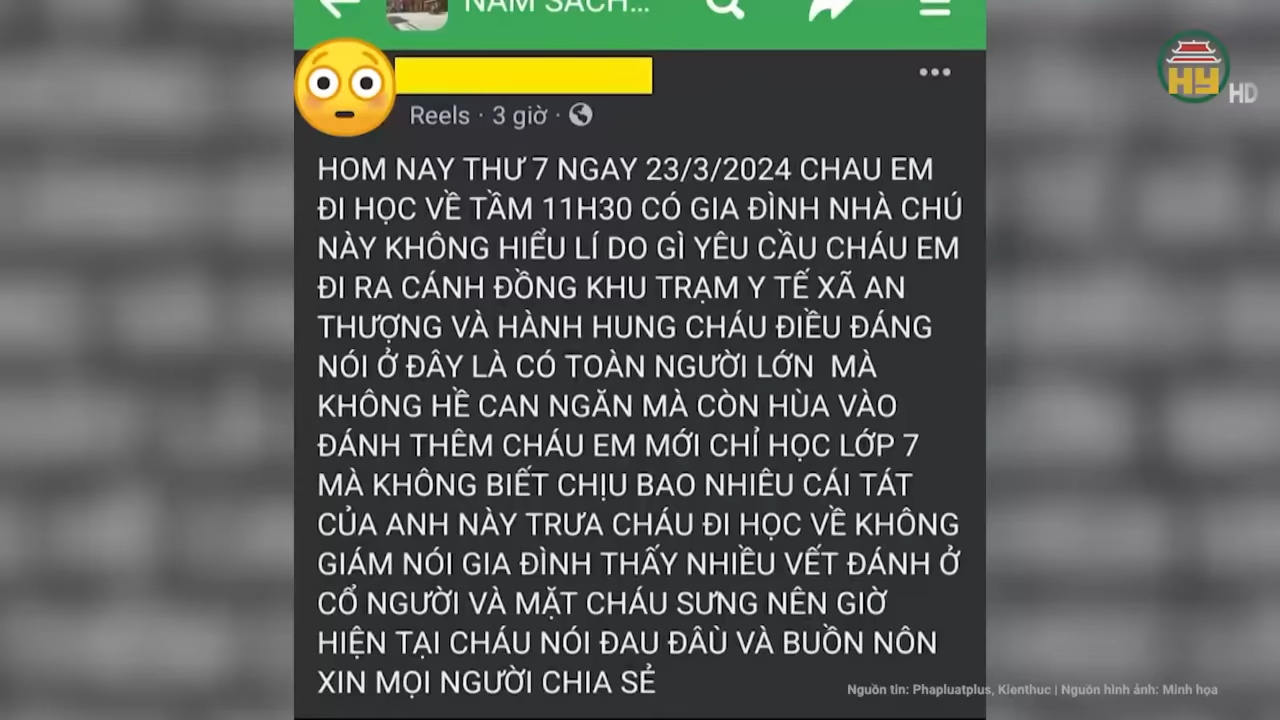 NAM SÁCH...
HY HD
Reels · 3 giờ ·
HOM NAY THƯ 7 NGAY 23/3/2024 CHAU EM
ĐI HỌC VỀ TẦM 11H30 CÓ GIA ĐÌNH NHÀ CHÚ
NÀY KHÔNG HIỂU LÍ DO GÌ YÊU CẦU CHÁU EM
ĐI RA CÁNH ĐỒNG KHU TRẠM Y TẾ XÃ AN
THƯỢNG VÀ HÀNH HUNG CHÁU ĐIỀU ĐÁNG
NÓI Ở ĐÂY LÀ CÓ TOÀN NGƯỜI LỚN MÀ
KHÔNG HỀ CAN NGĂN MÀ CÒN HÙA VÀO
ĐÁNH THÊM CHÁU EM MỚI CHỈ HỌC LỚP 7
MÀ KHÔNG BIẾT CHỊU BAO NHIÊU CÁI TÁT
CỦA ANH NÀY TRƯA CHÁU ĐI HỌC VỀ KHÔNG
GIÁM NÓI GIA ĐÌNH THẤY NHIỀU VẾT ĐÁNH Ở
CỔ NGƯỜI VÀ MẶT CHÁU SƯNG NÊN GIỜ
HIỆN TẠI CHÁU NÓI ĐAU ĐÂÙ VÀ BUỒN NÔN
XIN MỌI NGƯỜI CHIA SẺ
Nguồn tin: Phapluatplus, Kienthuc | Nguồn hình ảnh: Minh họa